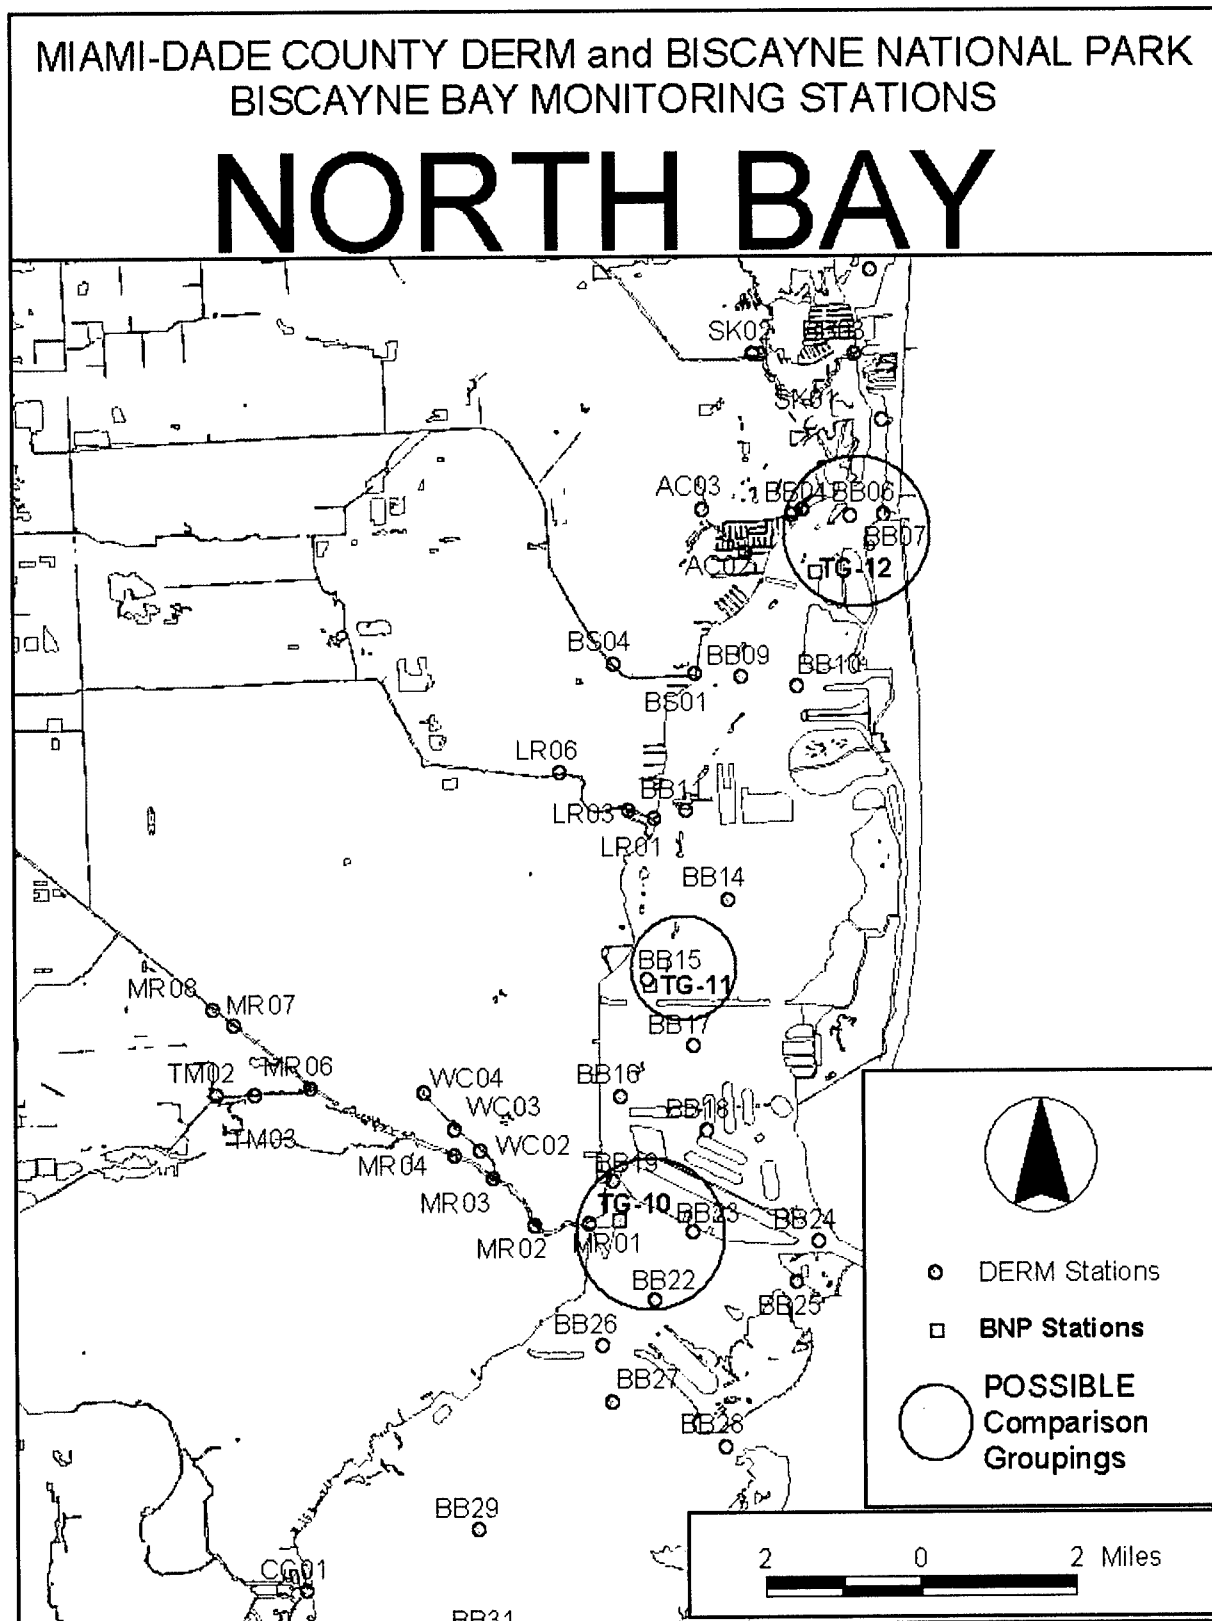 MIAMI-DADE COUNTY DERM and BISCAYNE NATIONAL PARK
BISCAYNE BAY MONITORING STATIONS
NORTH BAY
SK02
SK01
AC03
BB06
BB07
AC02
TG-12
BS04
BB09
BB10
BS01
LR06
BB11
LR03
LR01
BB14
BB15
TG-11
MR08
MR07
BB17
TM02
MR06
WC04
BB16
WC03
BB18
TM03
MR04
WC02
BB19
MR03
TG-10
BB23
BB24
MR02
MR01
BB22
BB25
BB26
BB27
BB28
BB29
CG01
BB31
DERM Stations
BNP Stations
POSSIBLE
Comparison
Groupings
2 0 2 Miles